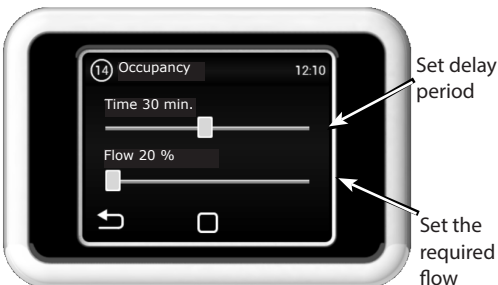 14 Occupancy 12:10
Time 30 min.
Flow 20 %
Set delay
period
Set the
required
flow